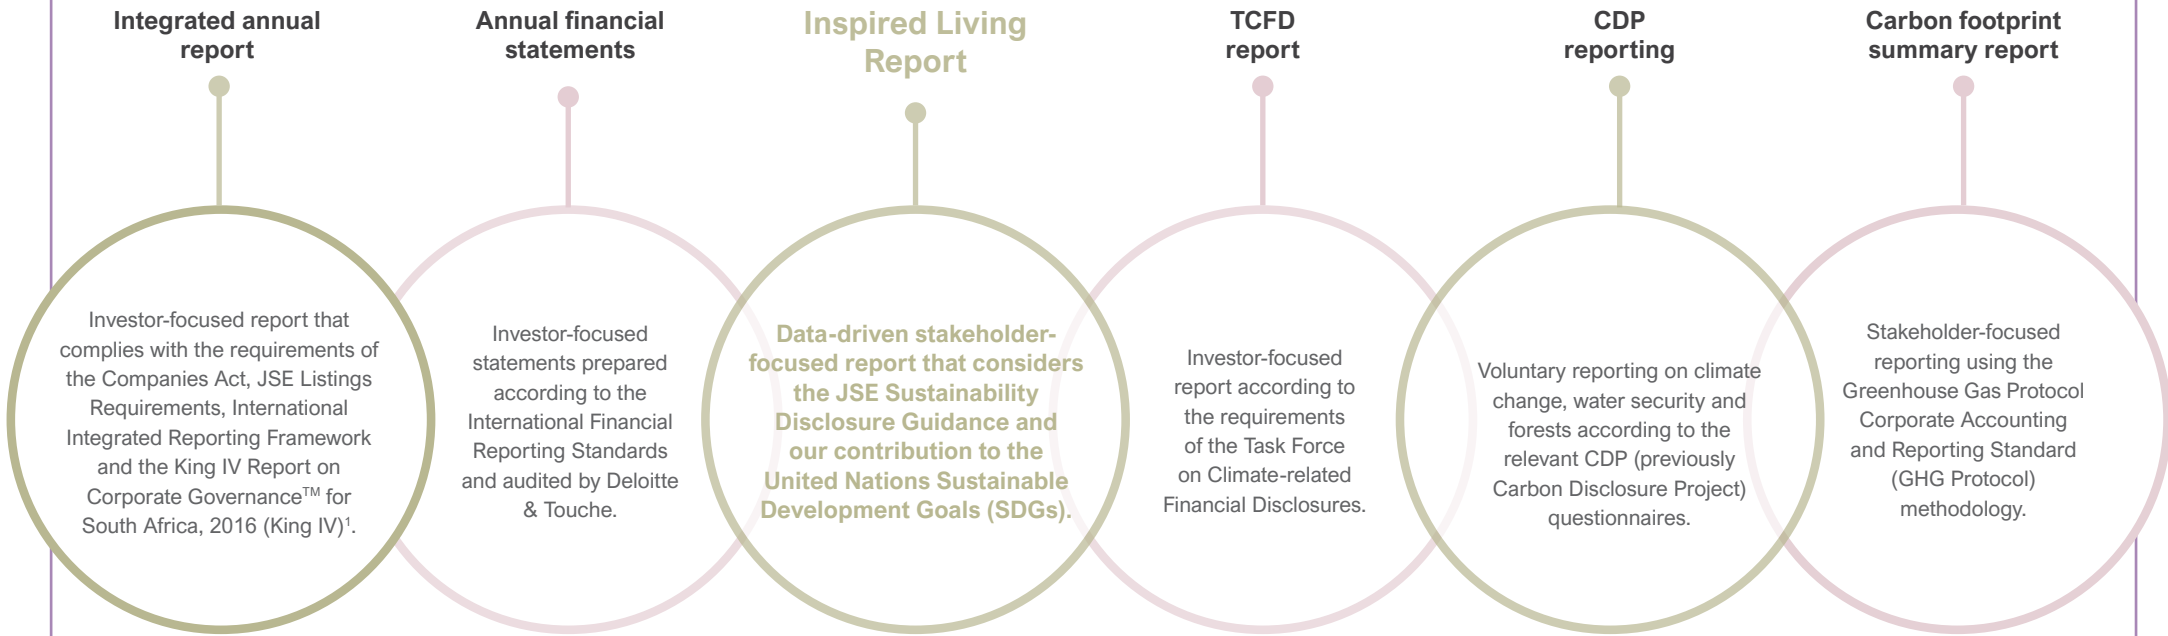 Integrated annual
report
Investor-focused report that
complies with the requirements of
the Companies Act, JSE Listings
Requirements, International
Integrated Reporting Framework
and the King IV Report on
Corporate Governance™ for
South Africa, 2016 (King IV)¹.
Annual financial
statements
Investor-focused
statements prepared
according to the
International Financial
Reporting Standards
and audited by Deloitte
& Touche.
Inspired Living
Report
Data-driven stakeholder-
focused report that considers
the JSE Sustainability
Disclosure Guidance and
our contribution to the
United Nations Sustainable
Development Goals (SDGs).
TCFD
report
Investor-focused
report according to
the requirements
of the Task Force
on Climate-related
Financial Disclosures.
CDP
reporting
Voluntary reporting on climate
change, water security and
forests according to the
relevant CDP (previously
Carbon Disclosure Project)
questionnaires.
Carbon footprint
summary report
Stakeholder-focused
reporting using the
Greenhouse Gas Protocol
Corporate Accounting
and Reporting Standard
(GHG Protocol)
methodology.